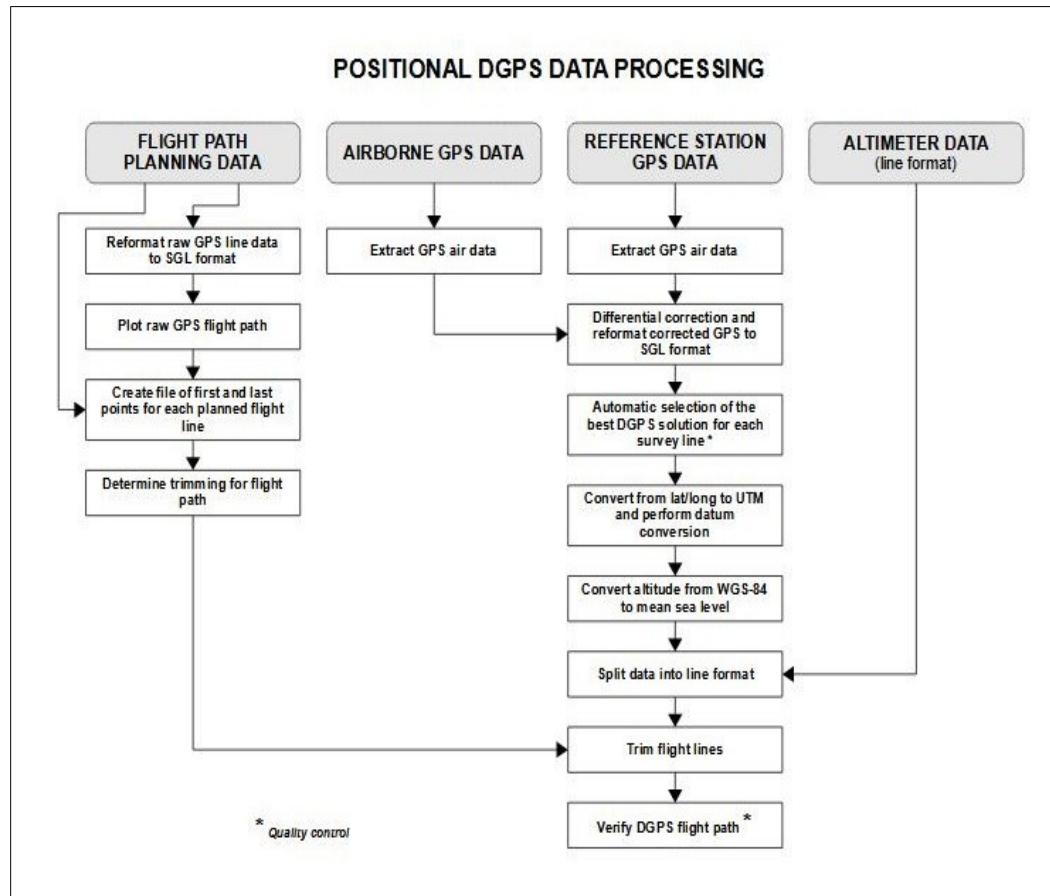 POSITIONAL DGPS DATA PROCESSING
FLIGHT PATH
PLANNING DATA
AIRBORNE GPS DATA
REFERENCE STATION
GPS DATA
ALTIMETER DATA
(line format)
Reformat raw GPS line data
to SGL format
Extract GPS air data
Extract GPS air data
Plot raw GPS flight path
Differential correction and
reformat corrected GPS to
SGL format
Create file of first and last
points for each planned flight
line
Automatic selection of the
best DGPS solution for each
survey line *
Determine trimming for flight
path
Convert from lat/long to UTM
and perform datum
conversion
Convert altitude from WGS-84
to mean sea level
Split data into line format
Trim flight lines
Verify DGPS flight path *
* Quality control